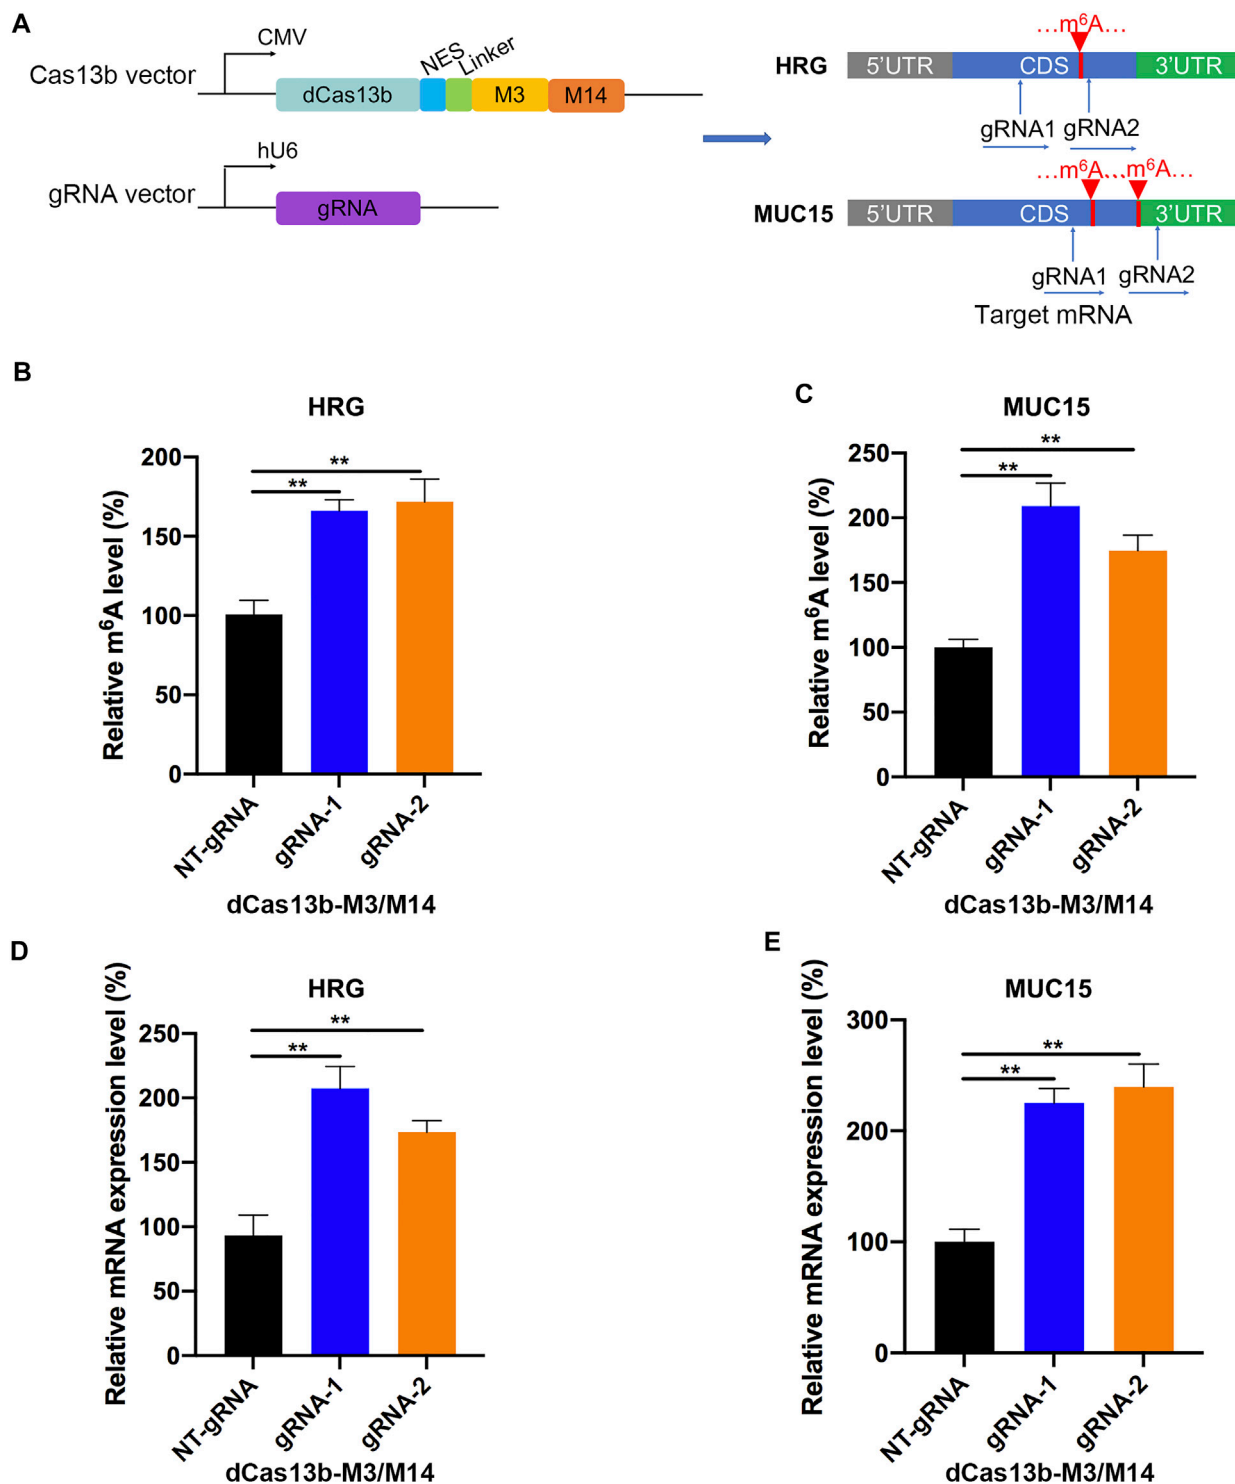 A
Cas13b vector
CMV
NES
Linker
dCas13b
M3
M14
gRNA vector
hU6
gRNA
…m⁶A…
HRG
5'UTR
CDS
3'UTR
gRNA1
gRNA2
…m⁶A…m⁶A…
MUC15
5'UTR
CDS
3'UTR
gRNA1
gRNA2
Target mRNA
B
HRG
Relative m⁶A level (%)
200
150
100
50
0
**
**
NT-gRNA
gRNA-1
gRNA-2
dCas13b-M3/M14
C
MUC15
Relative m⁶A level (%)
250
200
150
100
50
0
**
**
NT-gRNA
gRNA-1
gRNA-2
dCas13b-M3/M14
D
HRG
Relative mRNA expression level (%)
250
200
150
100
50
0
**
**
NT-gRNA
gRNA-1
gRNA-2
dCas13b-M3/M14
E
MUC15
Relative mRNA expression level (%)
300
200
100
0
**
**
NT-gRNA
gRNA-1
gRNA-2
dCas13b-M3/M14